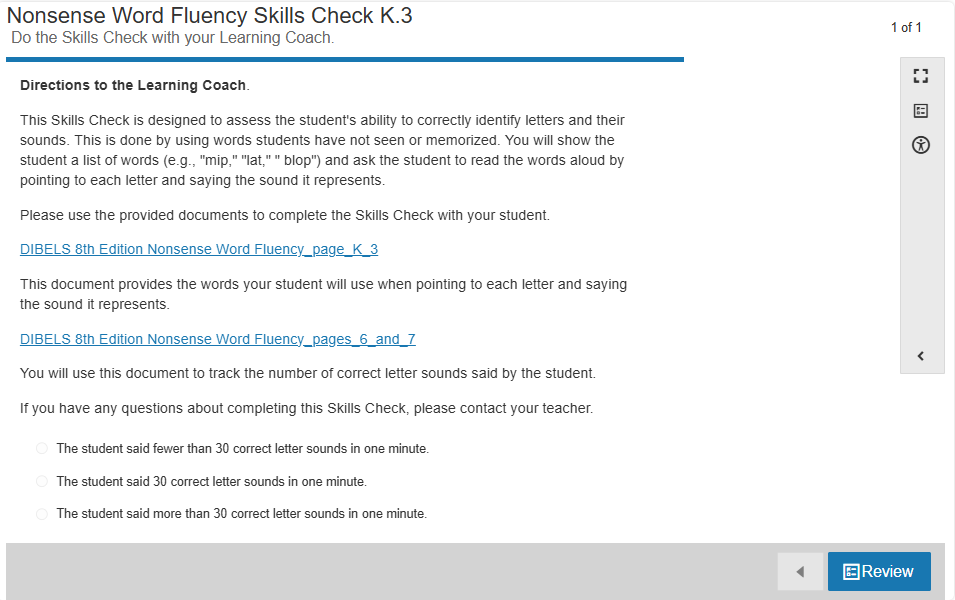 Nonsense Word Fluency Skills Check K.3
Do the Skills Check with your Learning Coach.
1 of 1
Directions to the Learning Coach.
This Skills Check is designed to assess the student's ability to correctly identify letters and their
sounds. This is done by using words students have not seen or memorized. You will show the
student a list of words (e.g., "mip," "lat," " blop") and ask the student to read the words aloud by
pointing to each letter and saying the sound it represents.
Please use the provided documents to complete the Skills Check with your student.
DIBELS 8th Edition Nonsense Word Fluency_page_K_3
This document provides the words your student will use when pointing to each letter and saying
the sound it represents.
DIBELS 8th Edition Nonsense Word Fluency_pages_6_and_7
You will use this document to track the number of correct letter sounds said by the student.
If you have any questions about completing this Skills Check, please contact your teacher.
The student said fewer than 30 correct letter sounds in one minute.
The student said 30 correct letter sounds in one minute.
The student said more than 30 correct letter sounds in one minute.
Review